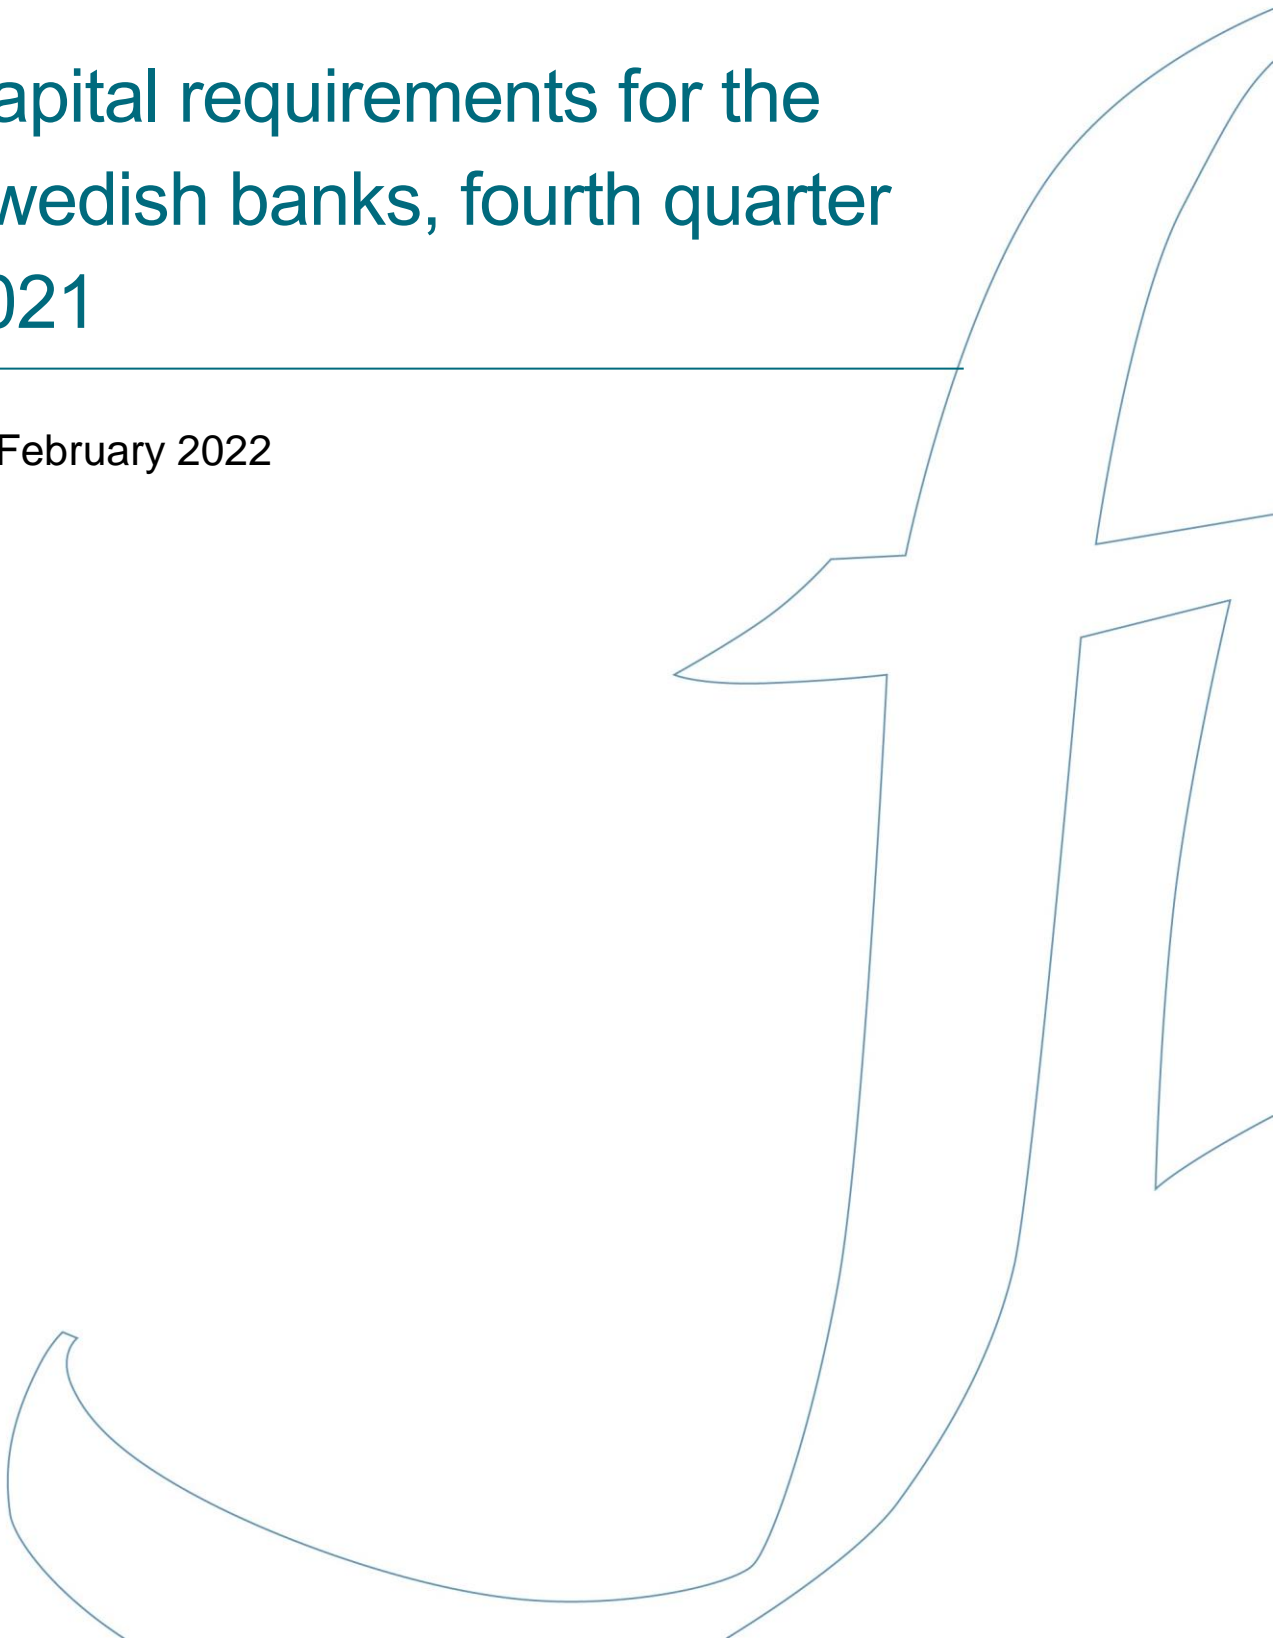 apital requirements for the
wedish banks, fourth quarter
021
February 2022